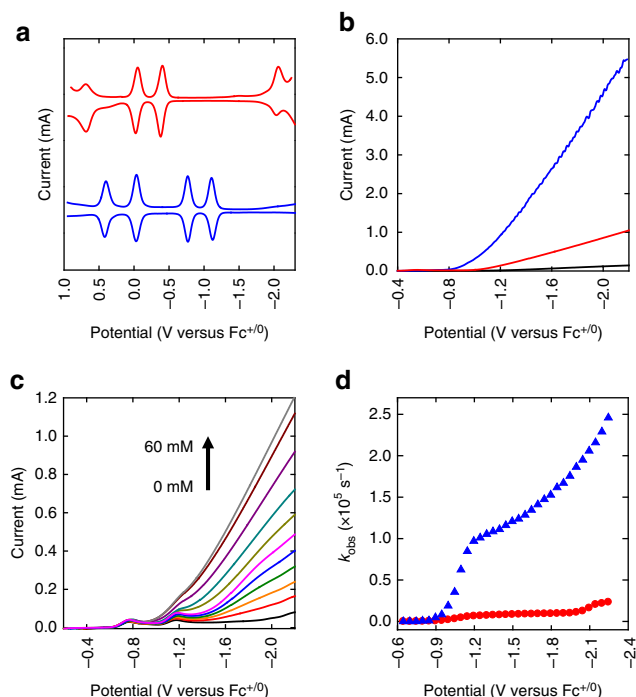 a
Current (mA)
1.0 0.5 0.0 −0.5 −1.0 −1.5 −2.0
Potential (V versus Fc+/0)
b
Current (mA)
6.0
5.0
4.0
3.0
2.0
1.0
0.0
−0.4 −0.8 −1.2 −1.6 −2.0
Potential (V versus Fc+/0)
c
Current (mA)
1.2
1.0
0.8
0.6
0.4
0.2
0.0
60 mM
0 mM
−0.4 −0.8 −1.2 −1.6 −2.0
Potential (V versus Fc+/0)
d
kobs (×10⁵ s⁻¹)
2.5
2.0
1.5
1.0
0.5
0.0
−0.6 −0.9 −1.2 −1.5 −1.8 −2.1 −2.4
Potential (V versus Fc+/0)